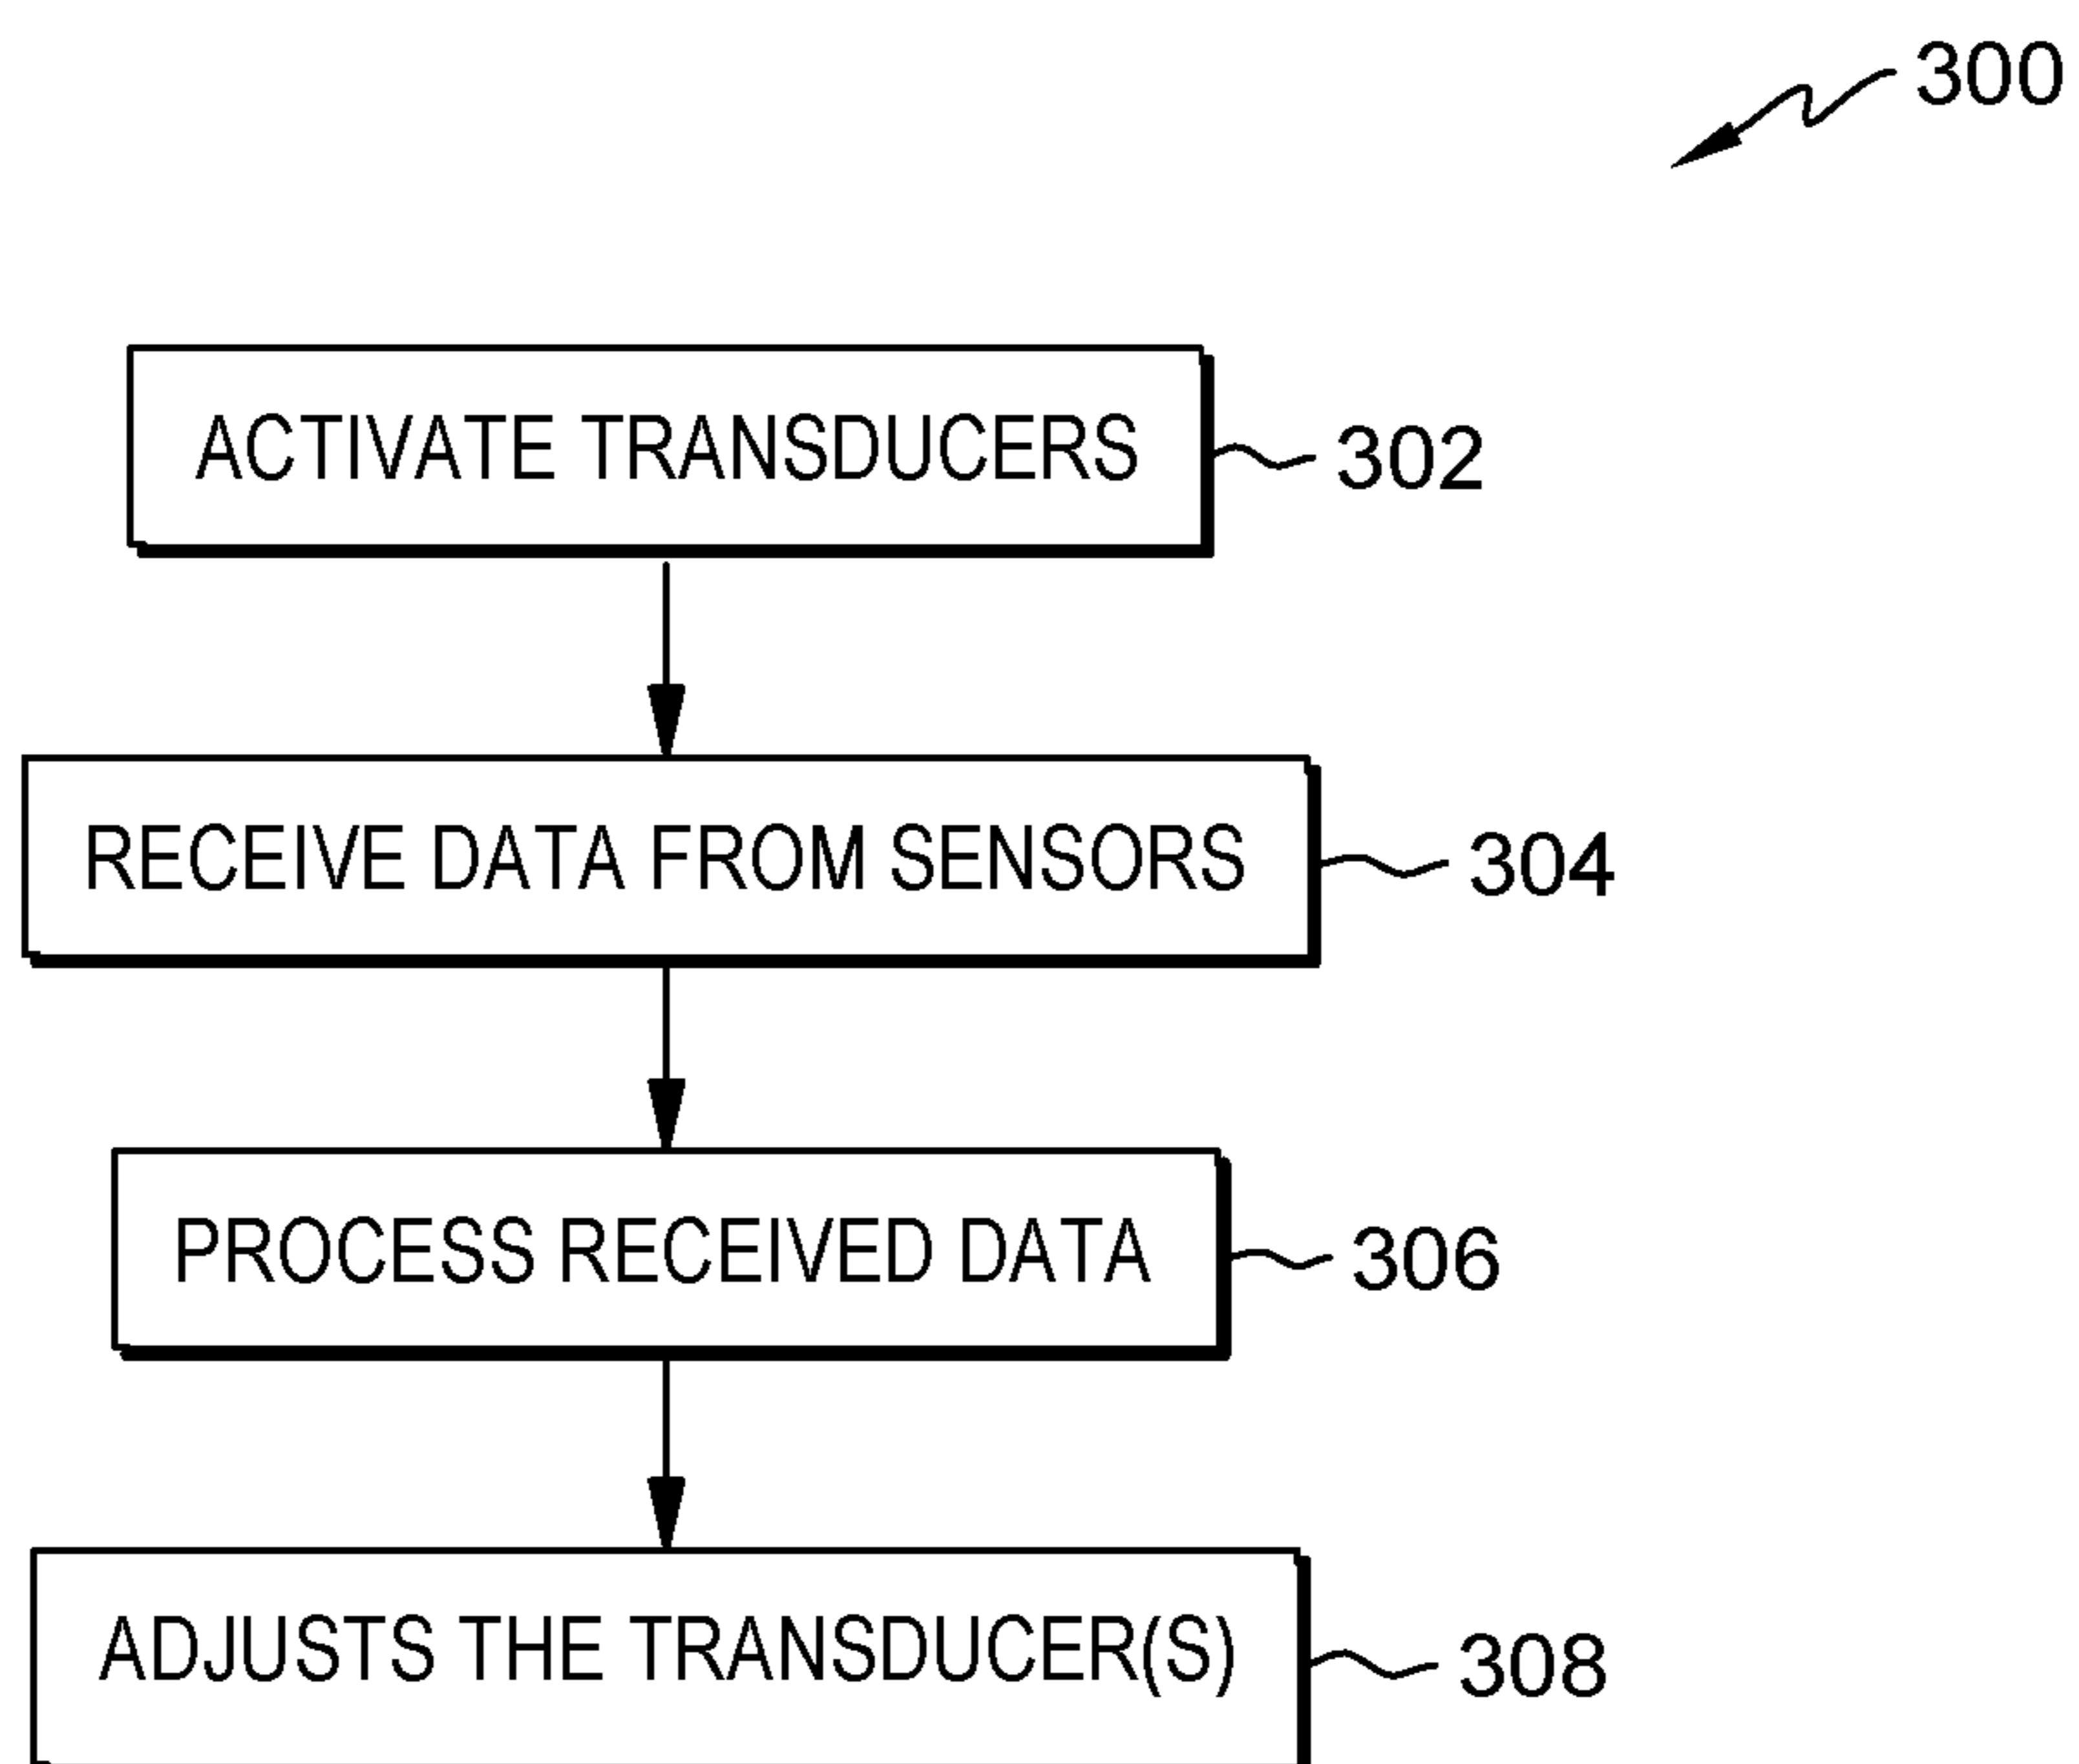 300
ACTIVATE TRANSDUCERS
302
RECEIVE DATA FROM SENSORS
304
PROCESS RECEIVED DATA
306
ADJUSTS THE TRANSDUCER(S)
308